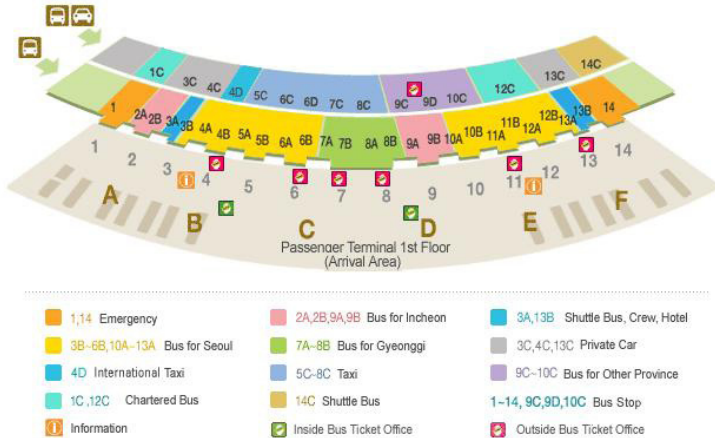 1C
3C
4C
4D
5C
6C
6D
7C
8C
9C
9D
10C
12C
13C
14C
1
2A
2B
3A
3B
4A
4B
5A
5B
6A
6B
7A
7B
8A
8B
9A
9B
10A
10B
11A
11B
12A
12B
13A
13B
14
1
2
3
4
5
6
7
8
9
10
11
12
13
14
A
B
C
D
E
F
Passenger Terminal 1st Floor
(Arrival Area)
1,14 Emergency
2A,2B,9A,9B Bus for Incheon
3A,13B Shuttle Bus, Crew, Hotel
3B~6B,10A~13A Bus for Seoul
7A~8B Bus for Gyeonggi
3C,4C,13C Private Car
4D International Taxi
5C~8C Taxi
9C~10C Bus for Other Province
1C ,12C Chartered Bus
14C Shuttle Bus
1~14, 9C,9D,10C Bus Stop
Information
Inside Bus Ticket Office
Outside Bus Ticket Office